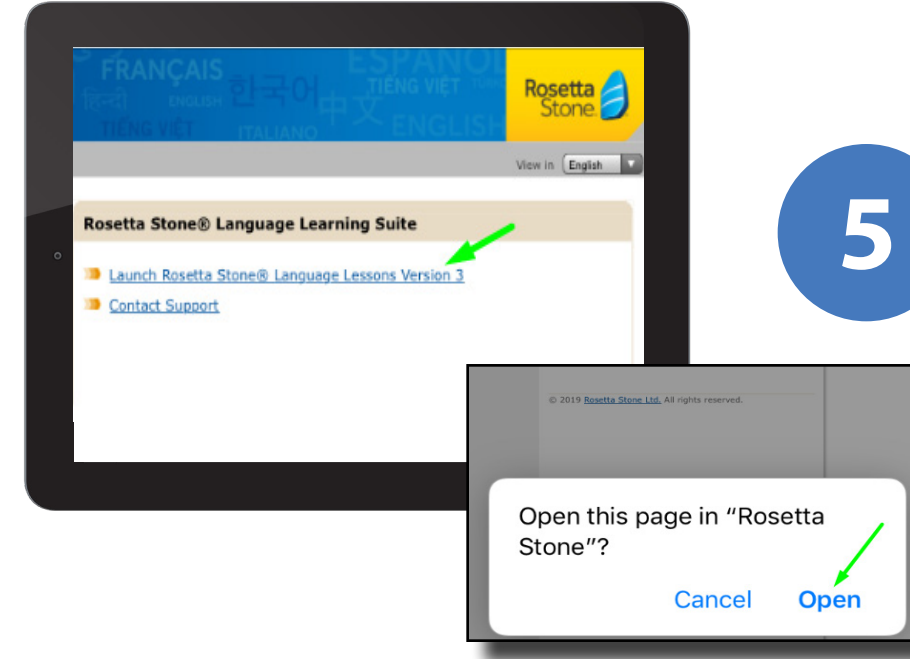 FRANÇAIS
ESPAÑOL
हिन्दी
ENGLISH
한국어
中文
TIẾNG VIỆT
TIẾNG VIỆT
ITALIANO
ENGLISH
Rosetta
Stone
View in English
Rosetta Stone® Language Learning Suite
Launch Rosetta Stone® Language Lessons Version 3
Contact Support
5
© 2019 Rosetta Stone Ltd. All rights reserved.
Open this page in “Rosetta
Stone”?
Cancel Open